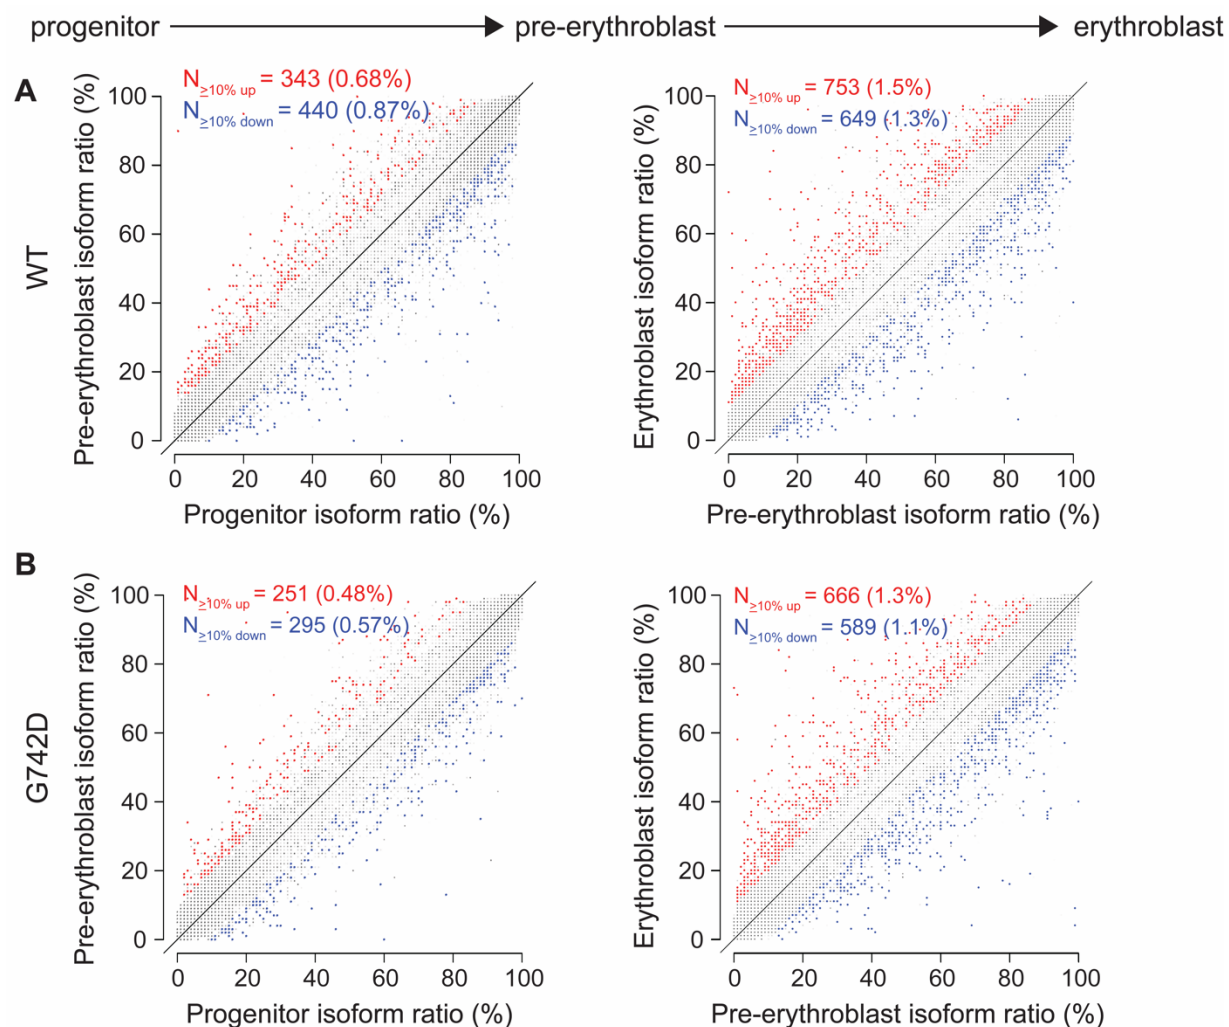 progenitor pre-erythroblast erythroblast
A
WT
Pre-erythroblast isoform ratio (%)
N≥10% up = 343 (0.68%)
N≥10% down = 440 (0.87%)
100
80
60
40
20
0
0 20 40 60 80 100
Progenitor isoform ratio (%)
Erythroblast isoform ratio (%)
N≥10% up = 753 (1.5%)
N≥10% down = 649 (1.3%)
100
80
60
40
20
0
0 20 40 60 80 100
Pre-erythroblast isoform ratio (%)
B
G742D
Pre-erythroblast isoform ratio (%)
N≥10% up = 251 (0.48%)
N≥10% down = 295 (0.57%)
100
80
60
40
20
0
0 20 40 60 80 100
Progenitor isoform ratio (%)
Erythroblast isoform ratio (%)
N≥10% up = 666 (1.3%)
N≥10% down = 589 (1.1%)
100
80
60
40
20
0
0 20 40 60 80 100
Pre-erythroblast isoform ratio (%)